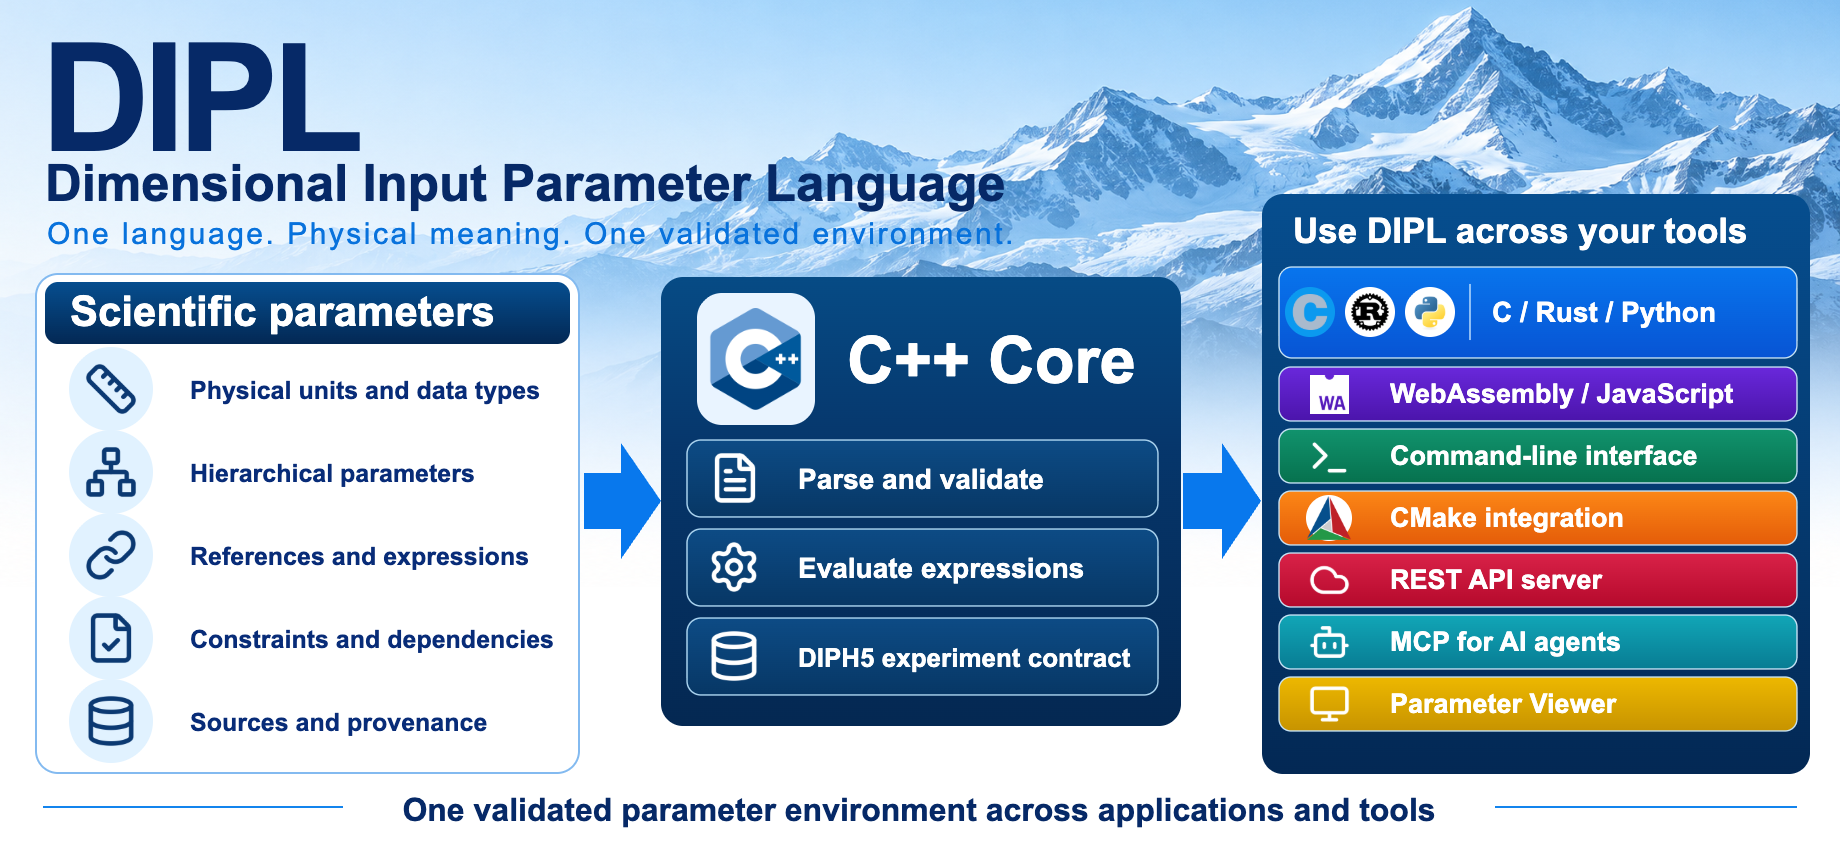 DIPL
Dimensional Input Parameter Language
One language. Physical meaning. One validated environment.
Scientific parameters
Physical units and data types
Hierarchical parameters
References and expressions
Constraints and dependencies
Sources and provenance
C++
C++ Core
Parse and validate
Evaluate expressions
DIPH5 experiment contract
Use DIPL across your tools
C R C / Rust / Python
WA WebAssembly / JavaScript
Command-line interface
CMake integration
REST API server
MCP for AI agents
Parameter Viewer
One validated parameter environment across applications and tools